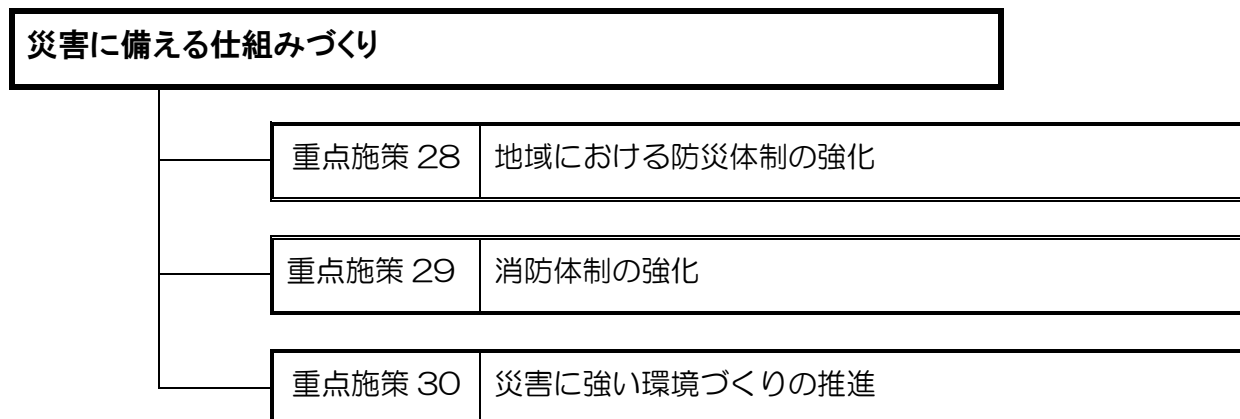 災害に備える仕組みづくり
重点施策 28 地域における防災体制の強化
重点施策 29 消防体制の強化
重点施策 30 災害に強い環境づくりの推進